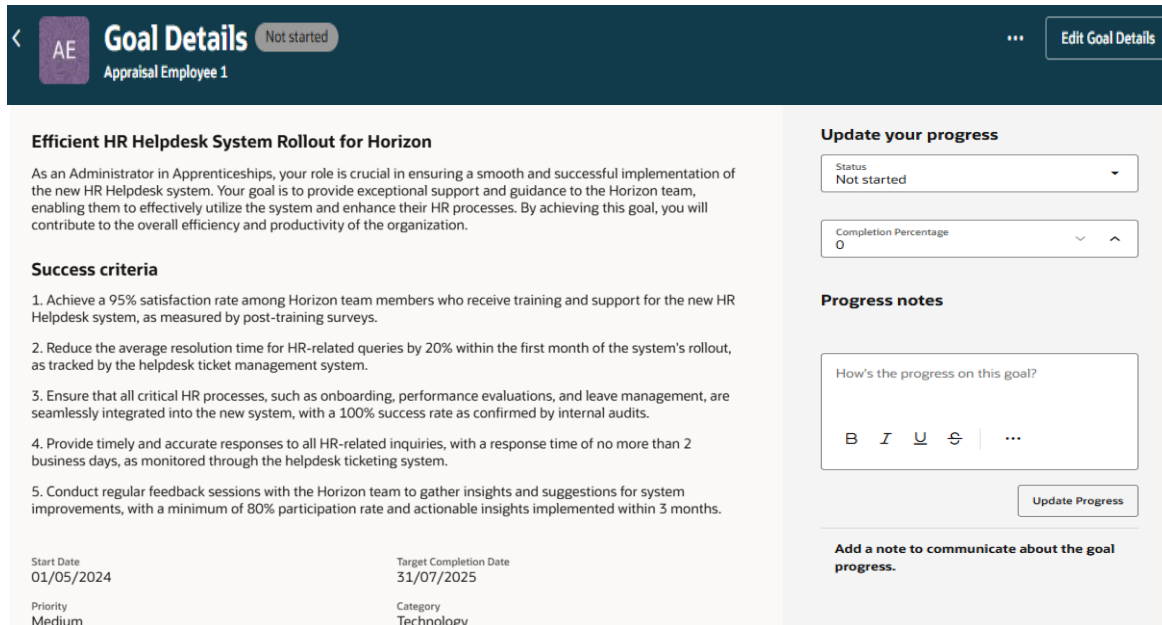 AE
Goal Details
Not started
Appraisal Employee 1
...
Edit Goal Details
Efficient HR Helpdesk System Rollout for Horizon
As an Administrator in Apprenticeships, your role is crucial in ensuring a smooth and successful implementation of
the new HR Helpdesk system. Your goal is to provide exceptional support and guidance to the Horizon team,
enabling them to effectively utilize the system and enhance their HR processes. By achieving this goal, you will
contribute to the overall efficiency and productivity of the organization.
Success criteria
1. Achieve a 95% satisfaction rate among Horizon team members who receive training and support for the new HR
Helpdesk system, as measured by post-training surveys.
2. Reduce the average resolution time for HR-related queries by 20% within the first month of the system's rollout,
as tracked by the helpdesk ticket management system.
3. Ensure that all critical HR processes, such as onboarding, performance evaluations, and leave management, are
seamlessly integrated into the new system, with a 100% success rate as confirmed by internal audits.
4. Provide timely and accurate responses to all HR-related inquiries, with a response time of no more than 2
business days, as monitored through the helpdesk ticketing system.
5. Conduct regular feedback sessions with the Horizon team to gather insights and suggestions for system
improvements, with a minimum of 80% participation rate and actionable insights implemented within 3 months.
Start Date
01/05/2024
Target Completion Date
31/07/2025
Priority
Medium
Category
Technology
Update your progress
Status
Not started
Completion Percentage
0
Progress notes
How's the progress on this goal?
B I U S ...
Update Progress
Add a note to communicate about the goal
progress.